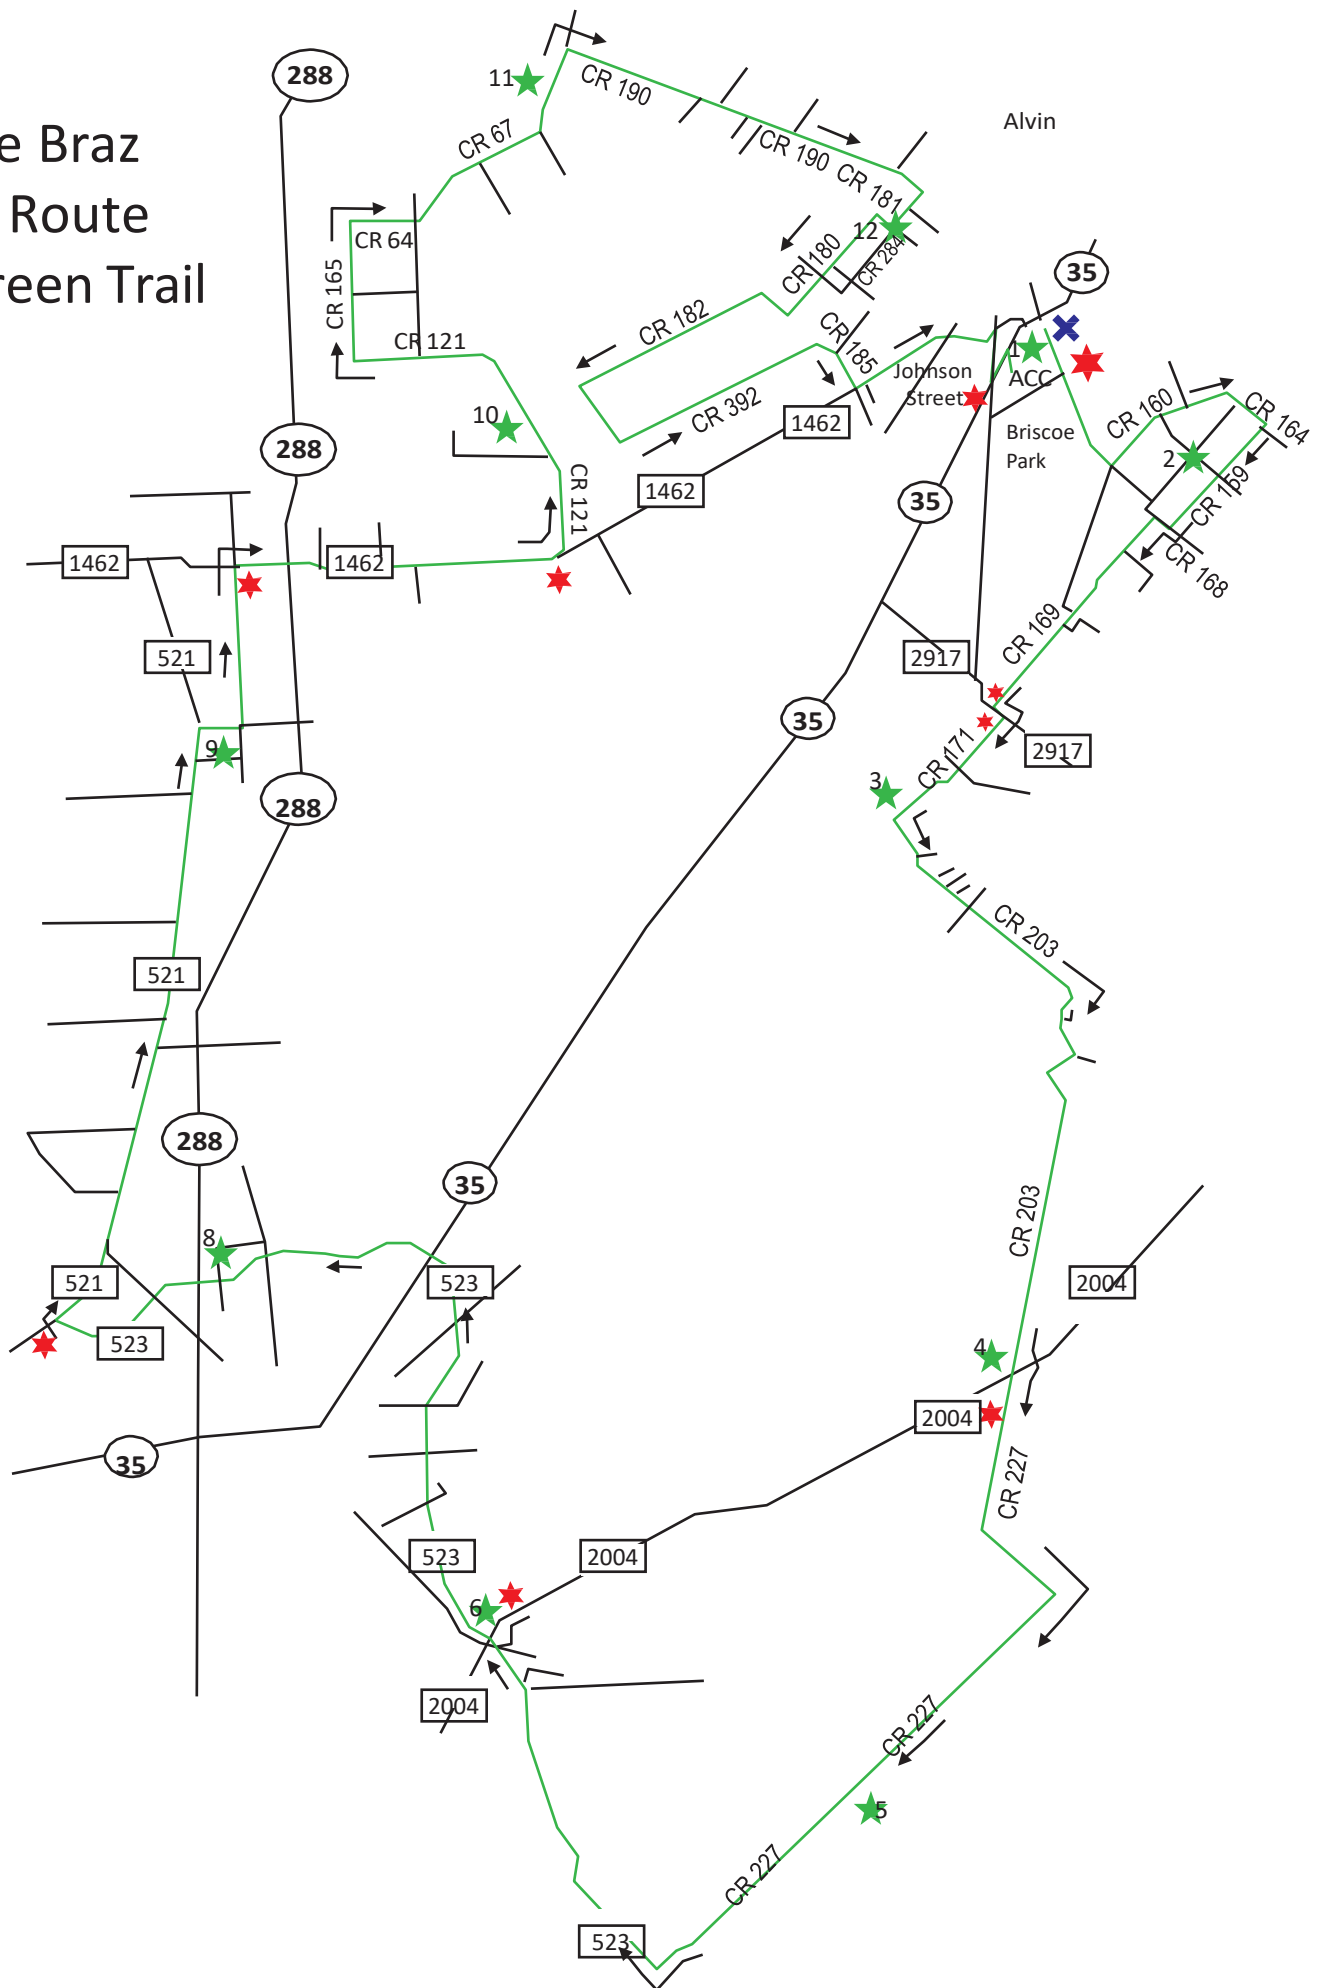 e Braz
Route
reen Trail
288
11
CR 190
Alvin
CR 67
CR 190
CR 181
12
CR 64
CR 180
CR 284
35
CR 165
CR 182
CR 121
CR 185
1
Johnson
Street
ACC
10
CR 392
1462
CR 160
CR 164
Briscoe
Park
288
2
1462
CR 121
35
CR 159
1462
1462
CR 168
521
CR 169
2917
35
9
CR 171
2917
288
3
CR 203
521
288
35
CR 203
8
521
523
2004
523
4
2004
35
CR 227
523
2004
6
2004
CR 227
5
CR 227
523